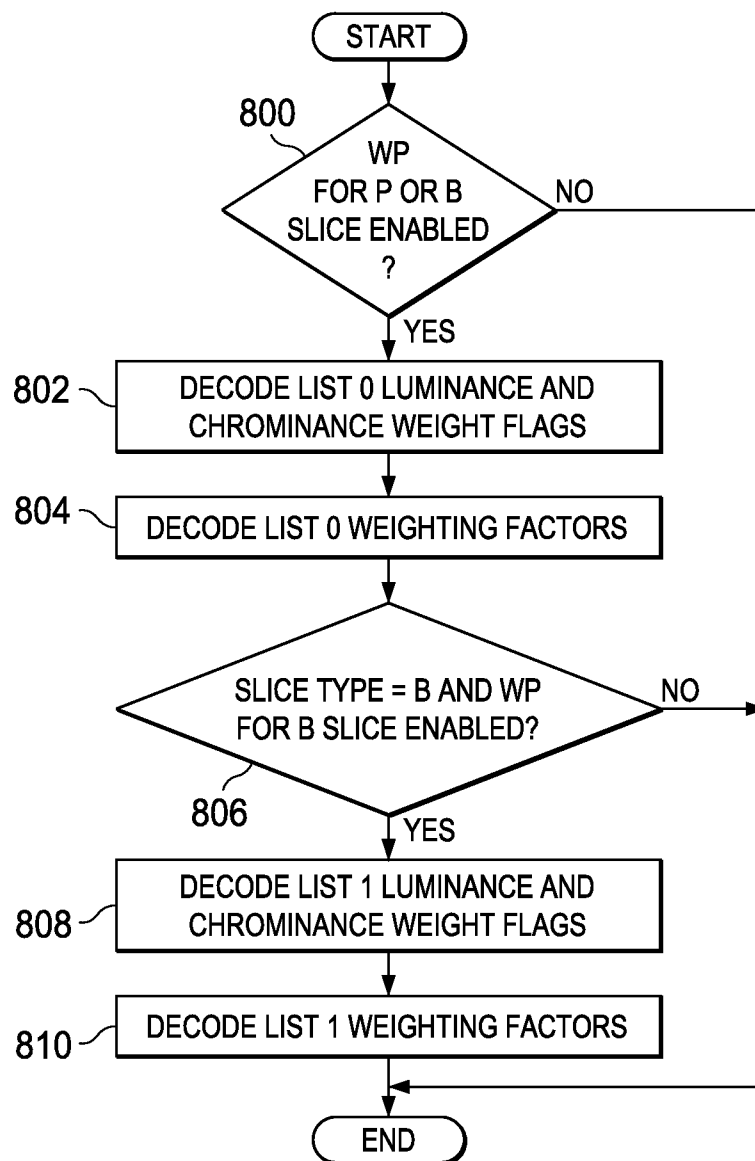 START
800
WP
FOR P OR B
SLICE ENABLED
?
NO
YES
802
DECODE LIST 0 LUMINANCE AND
CHROMINANCE WEIGHT FLAGS
804
DECODE LIST 0 WEIGHTING FACTORS
SLICE TYPE = B AND WP
FOR B SLICE ENABLED?
NO
806
YES
808
DECODE LIST 1 LUMINANCE AND
CHROMINANCE WEIGHT FLAGS
810
DECODE LIST 1 WEIGHTING FACTORS
END